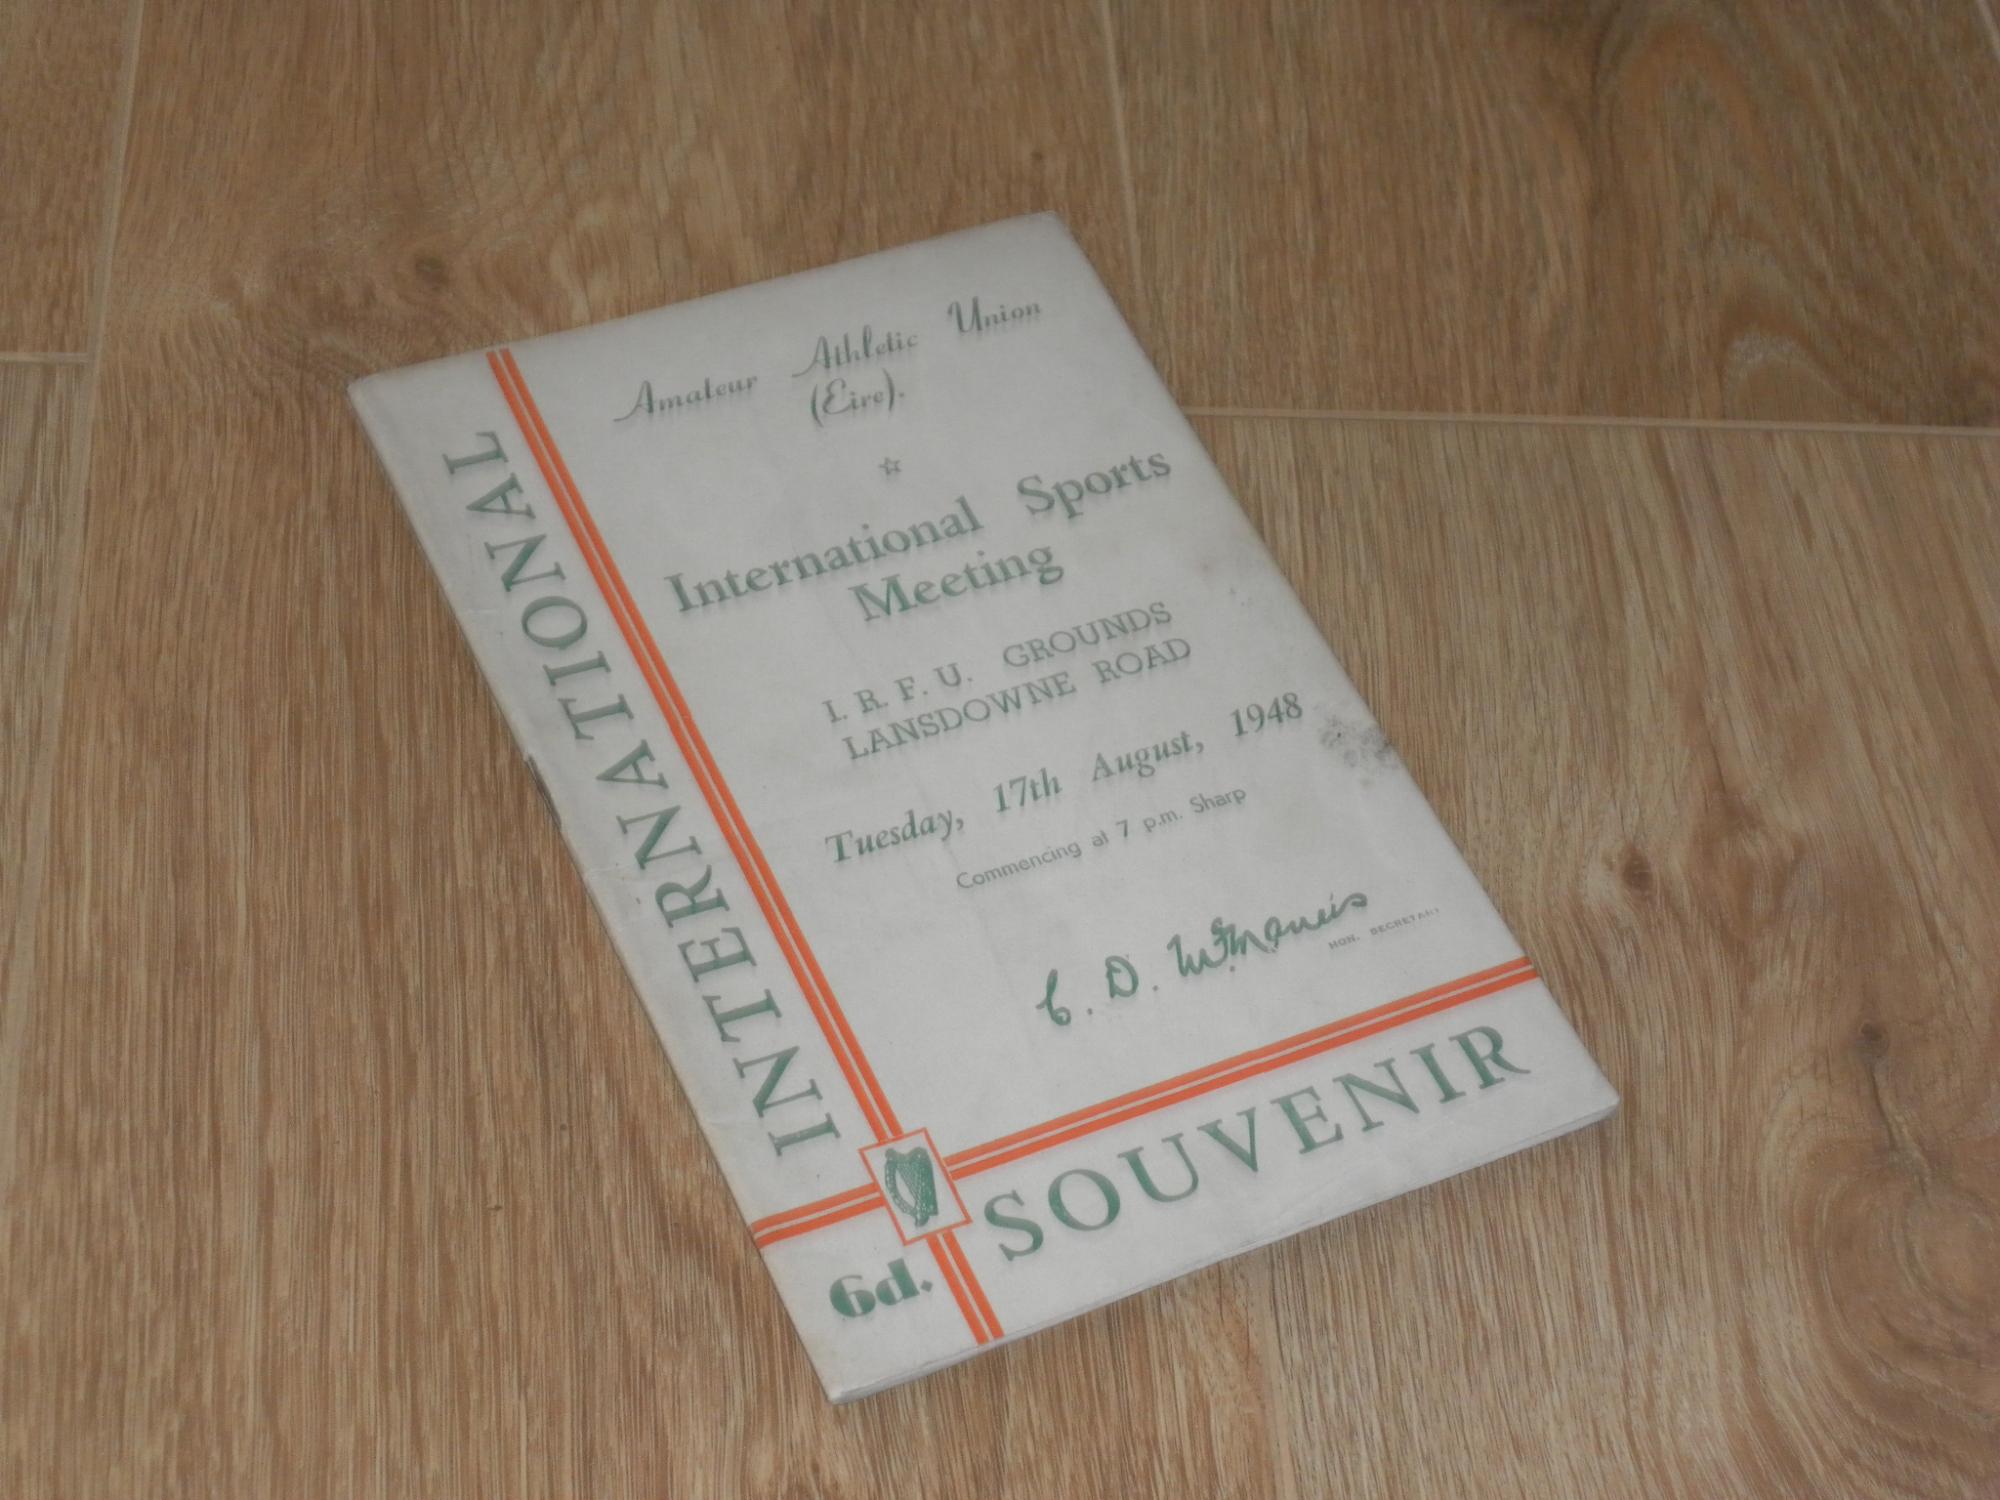 Amateur Athletic Union
(Eire).
International Sports
Meeting
I. R. F. U. GROUNDS
LANSDOWNE ROAD
Tuesday, 17th August, 1948
Commencing at 7 p.m. Sharp
C. D.
HON. SECRETARY
INTERNATIONAL
SOUVENIR
6d.